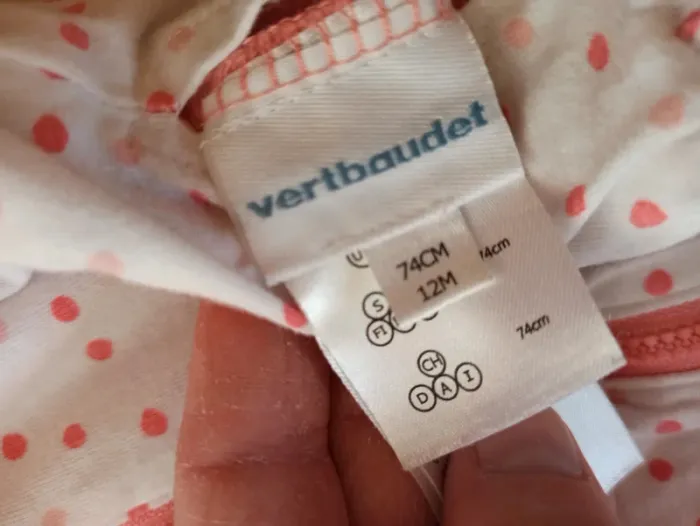 vertbaudet
74CM
12M
U
74cm
S
FI
74cm
CH
D A I